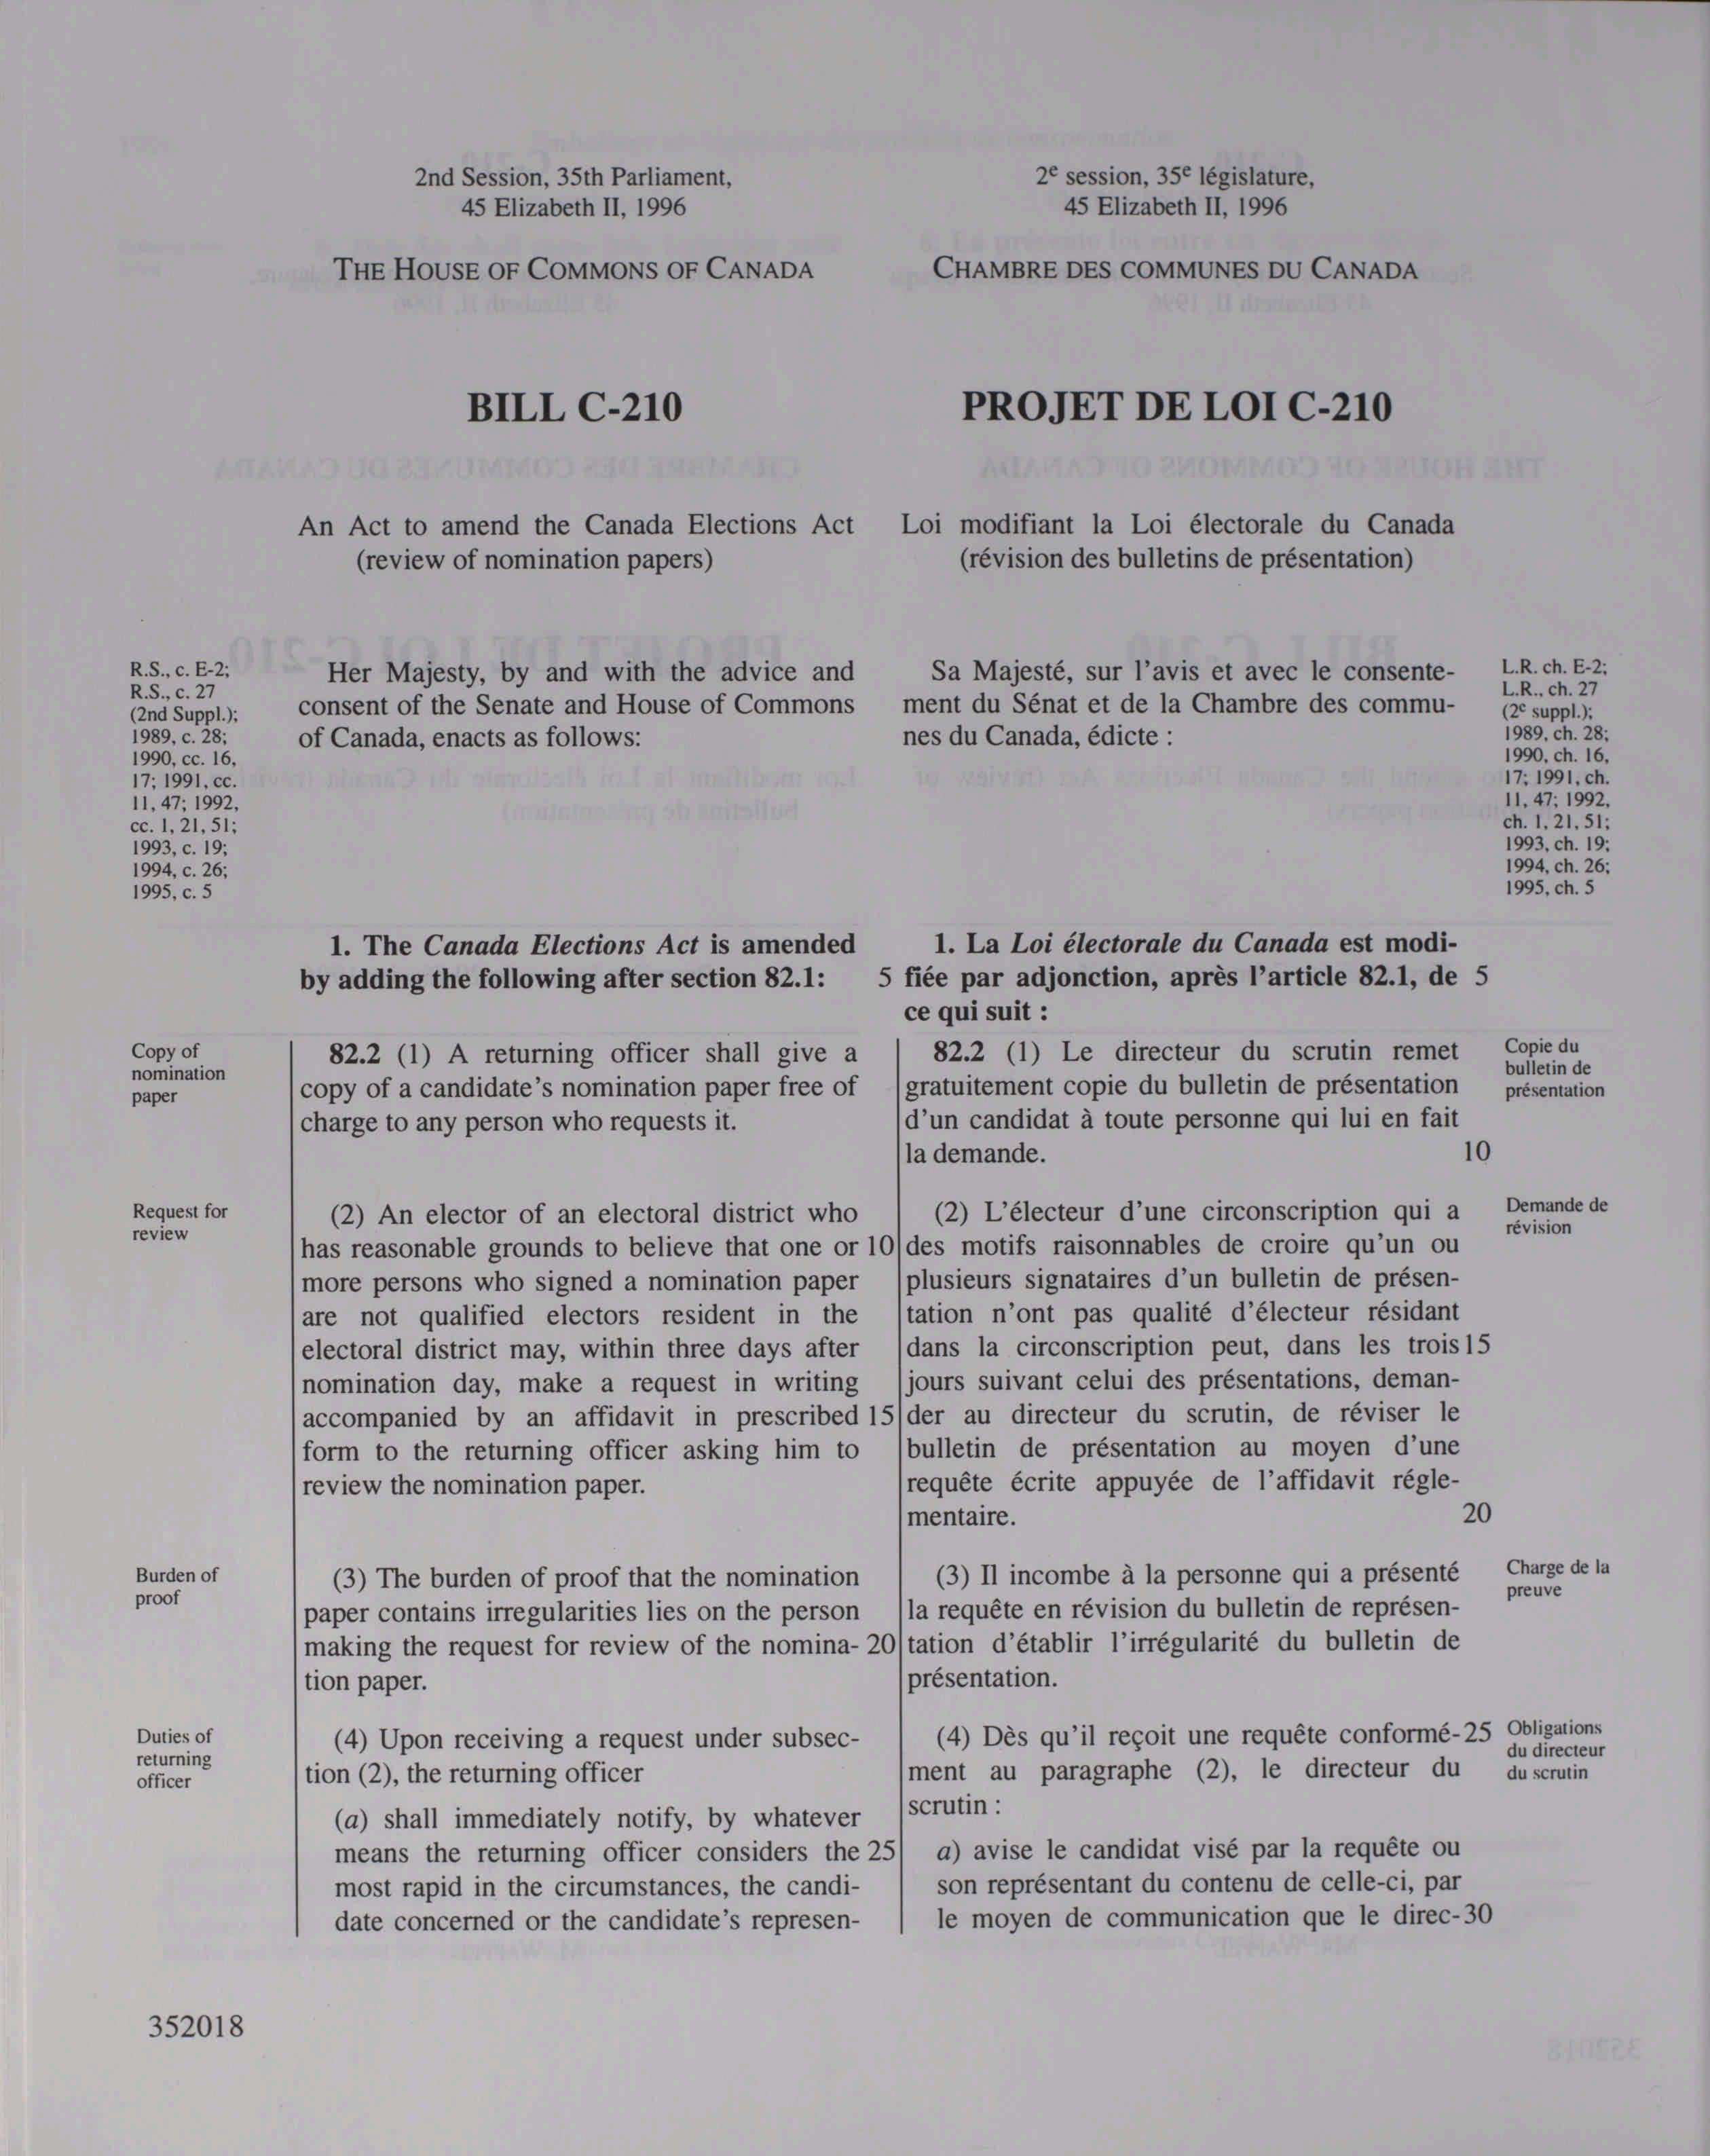 2nd Session, 35th Parliament,
45 Elizabeth II, 1996
THE HOUSE OF COMMONS OF CANADA
BILL C-210
An Act to amend the Canada Elections Act
(review of nomination papers)
R.S., c. E-2;
R.S., c. 27
(2nd Suppl.);
1989, c. 28;
1990, cc. 16,
17; 1991, cc.
11, 47; 1992,
cc. 1, 21, 51;
1993, c. 19;
1994, c. 26;
1995, c. 5
Her Majesty, by and with the advice and
consent of the Senate and House of Commons
of Canada, enacts as follows:
1. The Canada Elections Act is amended
by adding the following after section 82.1: 5
Copy of
nomination
paper
82.2 (1) A returning officer shall give a
copy of a candidate's nomination paper free of
charge to any person who requests it.
Request for
review
(2) An elector of an electoral district who
has reasonable grounds to believe that one or 10
more persons who signed a nomination paper
are not qualified electors resident in the
electoral district may, within three days after
nomination day, make a request in writing
accompanied by an affidavit in prescribed 15
form to the returning officer asking him to
review the nomination paper.
Burden of
proof
(3) The burden of proof that the nomination
paper contains irregularities lies on the person
making the request for review of the nomina- 20
tion paper.
Duties of
returning
officer
(4) Upon receiving a request under subsec-
tion (2), the returning officer
(a) shall immediately notify, by whatever
means the returning officer considers the 25
most rapid in the circumstances, the candi-
date concerned or the candidate's represen-
352018
2e session, 35e législature,
45 Elizabeth II, 1996
CHAMBRE DES COMMUNES DU CANADA
PROJET DE LOI C-210
Loi modifiant la Loi électorale du Canada
(révision des bulletins de présentation)
Sa Majesté, sur l'avis et avec le consente-
ment du Sénat et de la Chambre des commu-
nes du Canada, édicte :
L.R. ch. E-2;
L.R., ch. 27
(2e suppl.);
1989, ch. 28;
1990, ch. 16,
17; 1991, ch.
11, 47; 1992,
ch. 1, 21, 51;
1993, ch. 19;
1994, ch. 26;
1995, ch. 5
1. La Loi électorale du Canada est modi-
fiée par adjonction, après l'article 82.1, de 5
ce qui suit :
82.2 (1) Le directeur du scrutin remet
gratuitement copie du bulletin de présentation
d'un candidat à toute personne qui lui en fait
la demande. 10
Copie du
bulletin de
présentation
(2) L'électeur d'une circonscription qui a
des motifs raisonnables de croire qu'un ou
plusieurs signataires d'un bulletin de présen-
tation n'ont pas qualité d'électeur résidant
dans la circonscription peut, dans les trois 15
jours suivant celui des présentations, deman-
der au directeur du scrutin, de réviser le
bulletin de présentation au moyen d'une
requête écrite appuyée de l'affidavit régle-
mentaire. 20
Demande de
révision
(3) Il incombe à la personne qui a présenté
la requête en révision du bulletin de représen-
tation d'établir l'irrégularité du bulletin de
présentation.
Charge de la
preuve
(4) Dès qu'il reçoit une requête conformé- 25
ment au paragraphe (2), le directeur du
scrutin :
Obligations
du directeur
du scrutin
a) avise le candidat visé par la requête ou
son représentant du contenu de celle-ci, par
le moyen de communication que le direc- 30